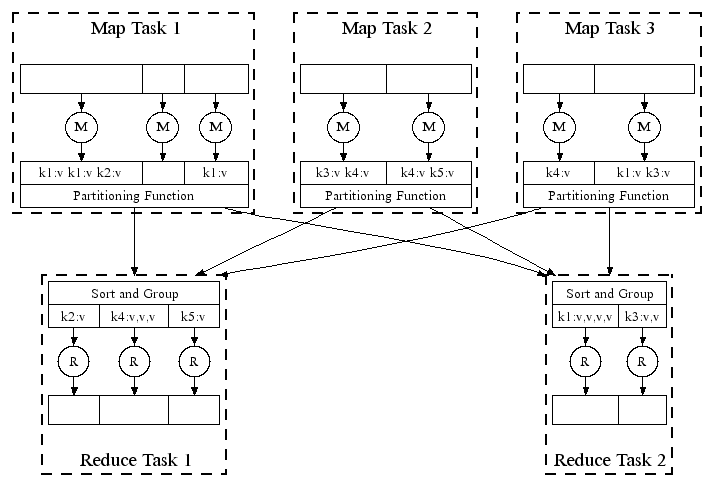 Map Task 1
Map Task 2
Map Task 3
M M M
M M
M M
k1:v k1:v k2:v k1:v
k3:v k4:v k4:v k5:v
k4:v k1:v k3:v
Partitioning Function
Partitioning Function
Partitioning Function
Sort and Group
k2:v k4:v,v,v k5:v
R R R
Reduce Task 1
Sort and Group
k1:v,v,v,v k3:v,v
R R
Reduce Task 2